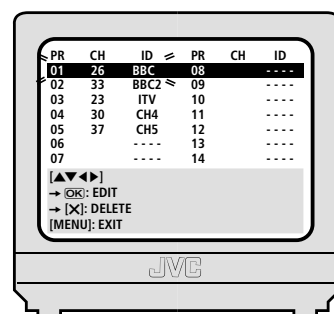 PR CH ID PR CH ID
01 26 BBC 08 - - - -
02 33 BBC2 09 - - - -
03 23 ITV 10 - - - -
04 30 CH4 11 - - - -
05 37 CH5 12 - - - -
06 - - - - 13 - - - -
07 - - - - 14 - - - -
[▲▼◀▶]
→ OK: EDIT
→ [X]: DELETE
[MENU]: EXIT
JVC